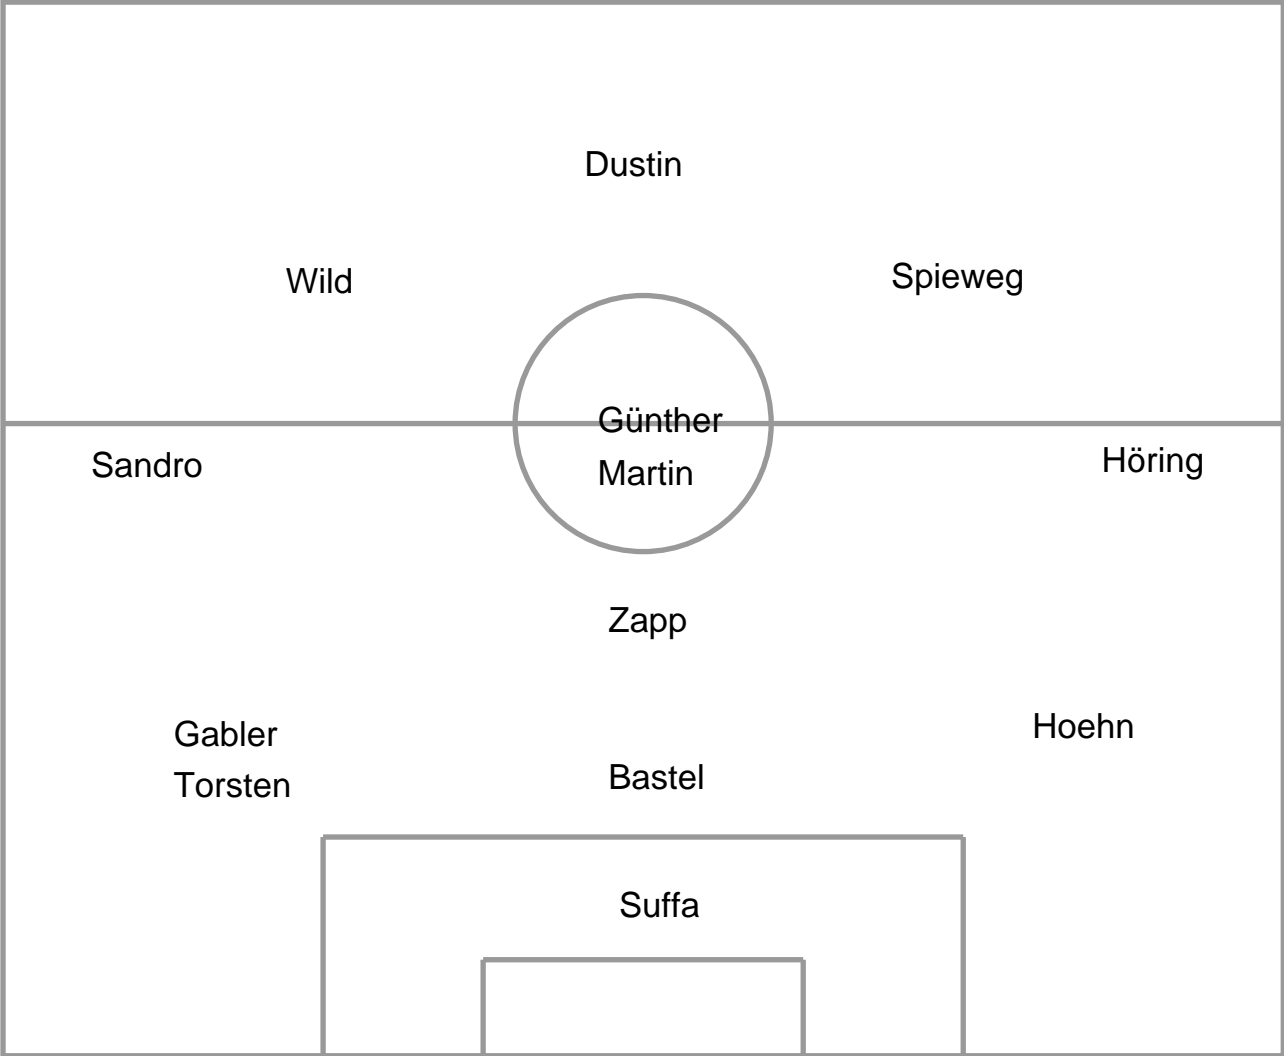 Dustin
Wild
Spieweg
Günther
Martin
Sandro
Höring
Zapp
Gabler
Torsten
Hoehn
Bastel
Suffa